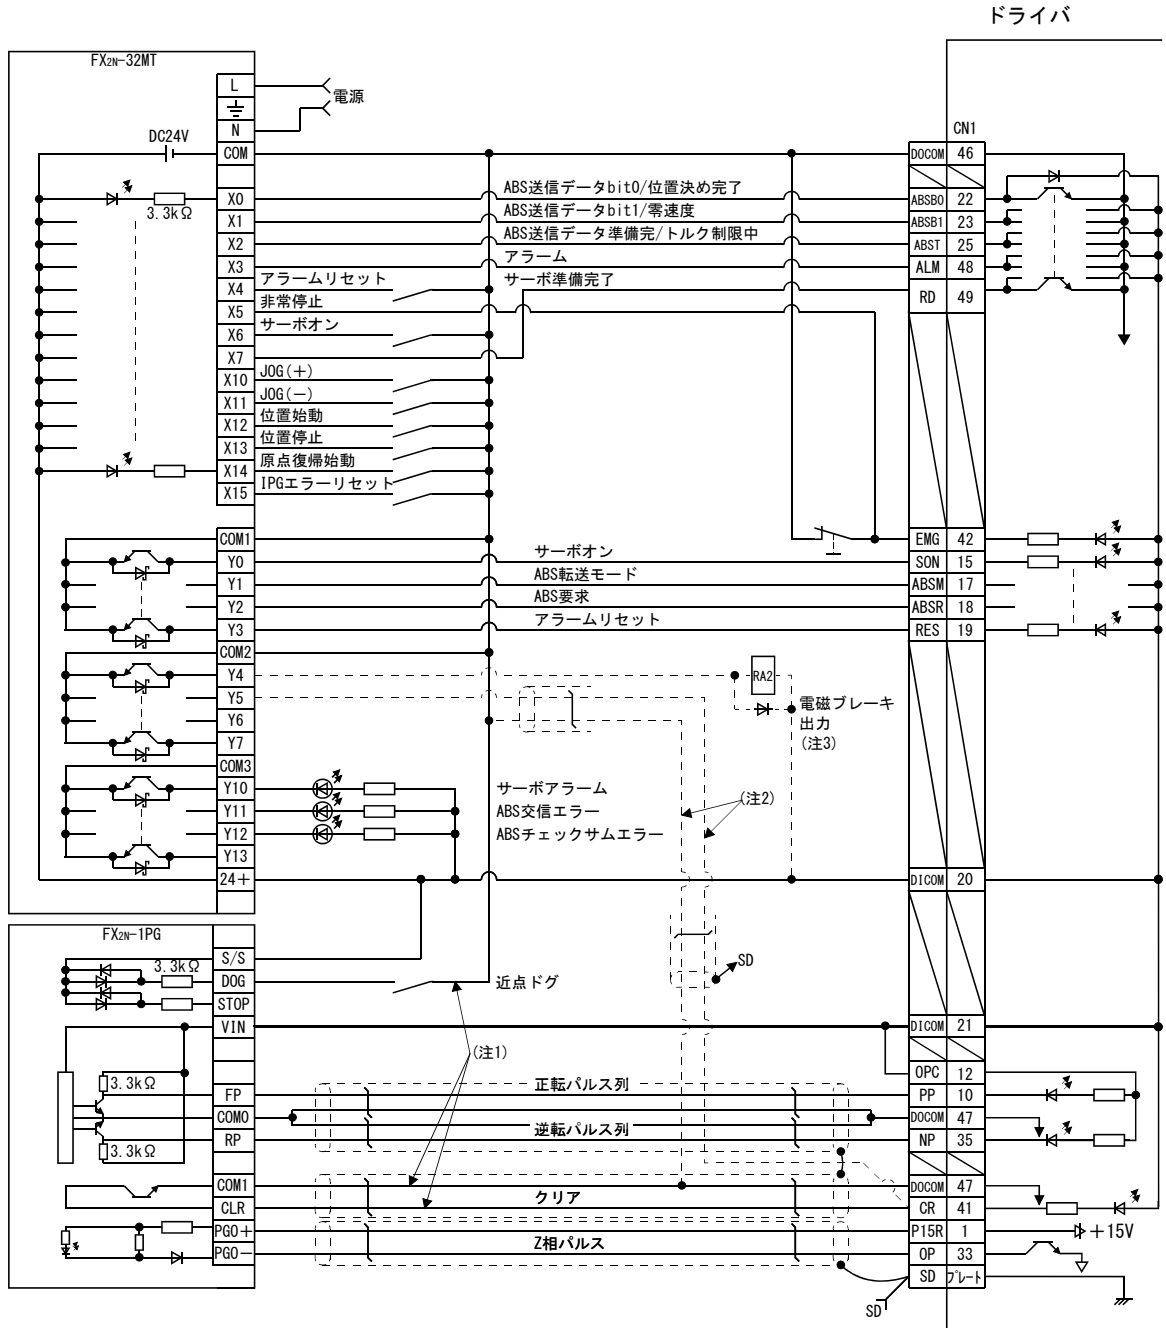 ドライバ
FX2N-32MT
L
電源
N
DC24V
CN1
COM
DOCOM 46
3.3kΩ
X0 ABS送信データbit0/位置決め完了 ABSB0 22
X1 ABS送信データbit1/零速度 ABSB1 23
X2 ABS送信データ準備完/トルク制限中 ABST 25
X3 アラーム ALM 48
X4 アラームリセット サーボ準備完了 RD 49
X5 非常停止
X6 サーボオン
X7
X10 JOG(+)
X11 JOG(ー)
X12 位置始動
X13 位置停止
X14 原点復帰始動
X15 IPGエラーリセット
COM1 EMG 42
Y0 サーボオン SON 15
Y1 ABS転送モード ABSM 17
Y2 ABS要求 ABSR 18
Y3 アラームリセット RES 19
COM2
Y4 RA2
Y5 電磁ブレーキ
Y6 出力
Y7 (注3)
COM3
Y10 サーボアラーム
(注2)
Y11 ABS交信エラー
Y12 ABSチェックサムエラー
Y13
24+ DICOM 20
FX2N-1PG
S/S SD
3.3kΩ
DOG 近点ドグ
STOP
VIN DICOM 21
(注1)
OPC 12
3.3kΩ
FP 正転パルス列 PP 10
COM0 DOCOM 47
RP 逆転パルス列 NP 35
3.3kΩ
COM1 DOCOM 47
CLR クリア CR 41
PG0+ P15R 1 +15V
PG0ー Z相パルス OP 33
SD プレート
SD